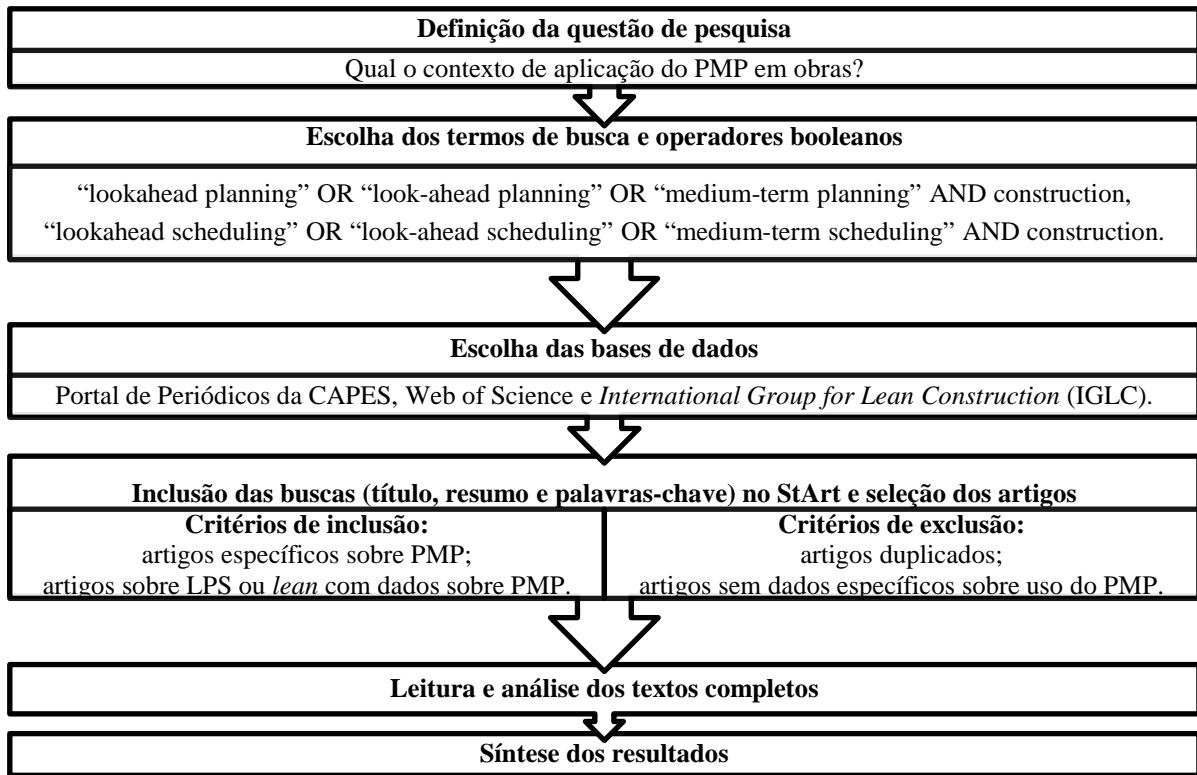 Definição da questão de pesquisa
Qual o contexto de aplicação do PMP em obras?
Escolha dos termos de busca e operadores booleanos
“lookahead planning” OR “look-ahead planning” OR “medium-term planning” AND construction,
“lookahead scheduling” OR “look-ahead scheduling” OR “medium-term scheduling” AND construction.
Escolha das bases de dados
Portal de Periódicos da CAPES, Web of Science e International Group for Lean Construction (IGLC).
Inclusão das buscas (título, resumo e palavras-chave) no StArt e seleção dos artigos
Critérios de inclusão:
artigos específicos sobre PMP;
artigos sobre LPS ou lean com dados sobre PMP.
Critérios de exclusão:
artigos duplicados;
artigos sem dados específicos sobre uso do PMP.
Leitura e análise dos textos completos
Síntese dos resultados